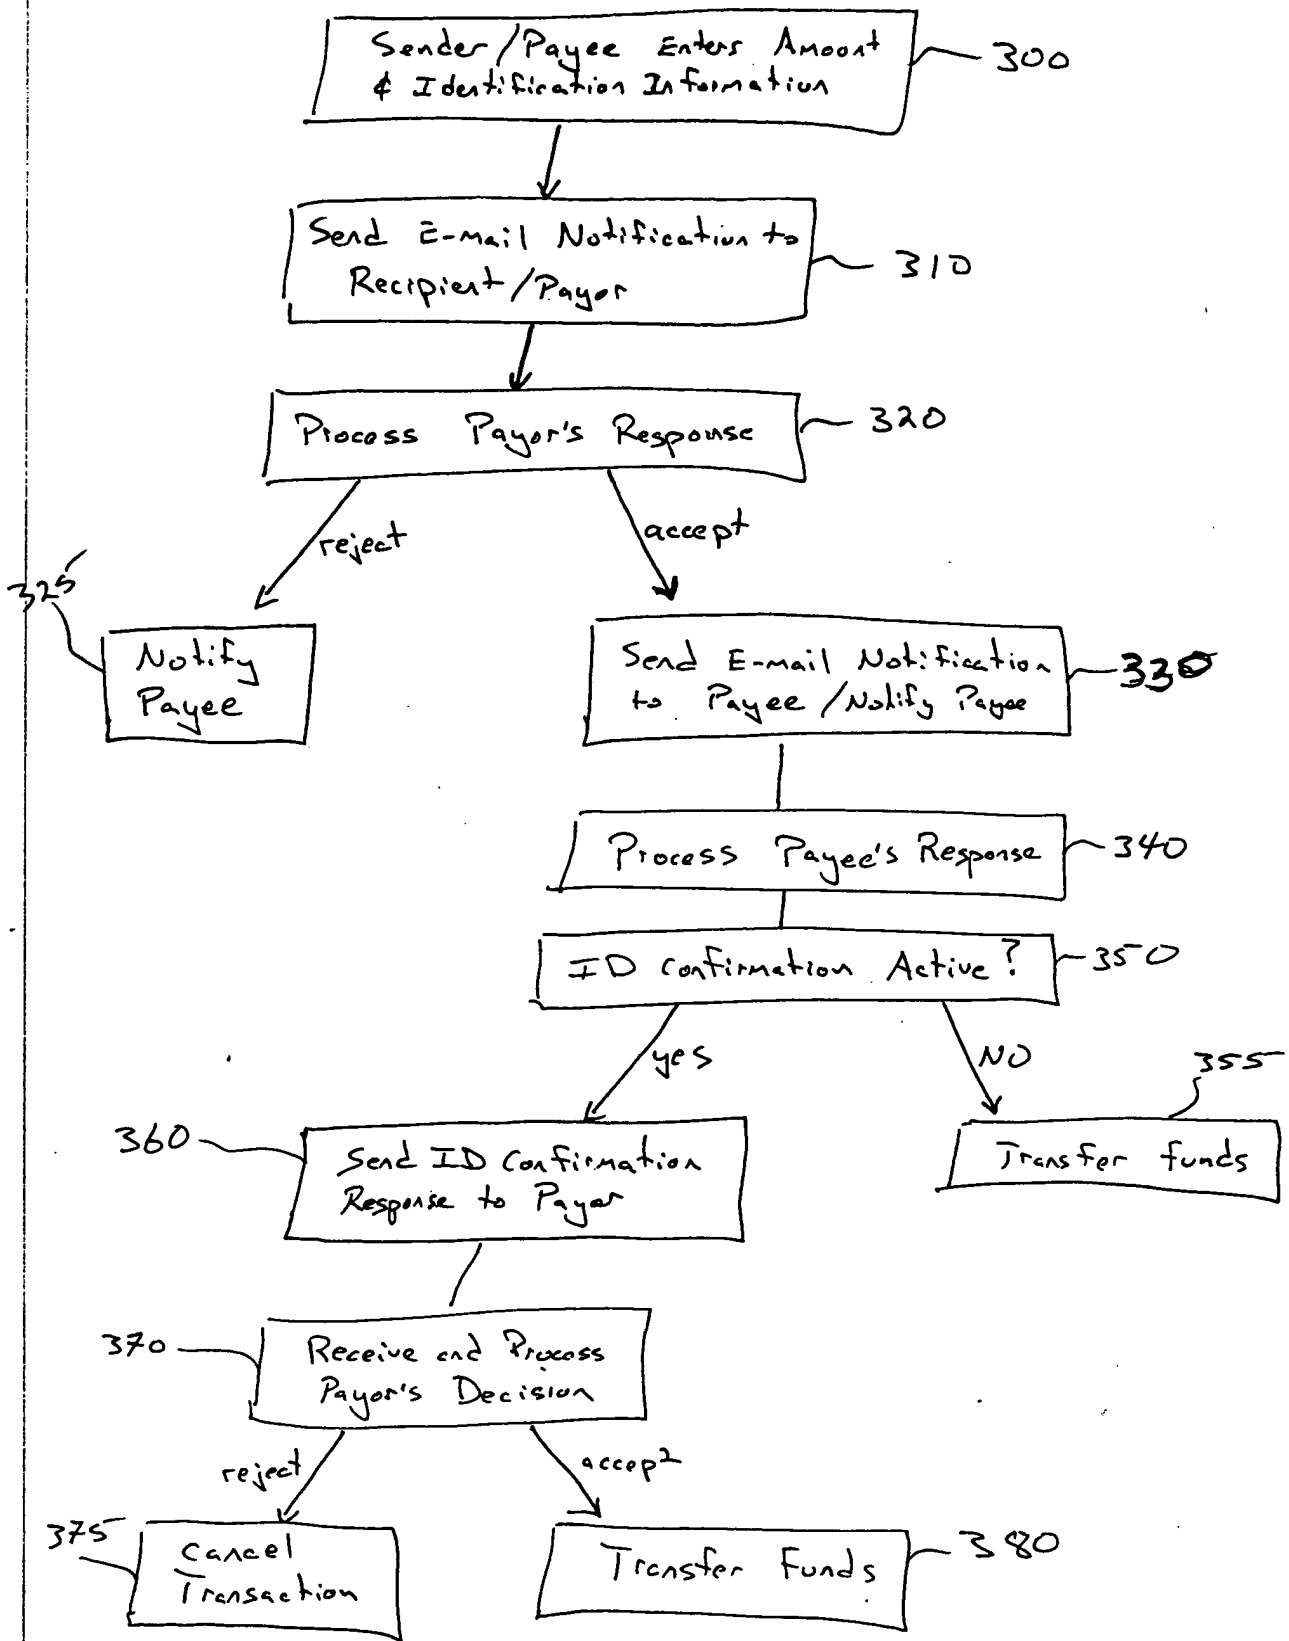 Sender/Payee Enters Amount
& Identification Information
300
Send E-mail Notification to
Recipient/Payor
310
Process Payor's Response
320
reject
accept
325
Notify
Payee
Send E-mail Notification
to Payee/Notify Payee
330
Process Payee's Response
340
ID Confirmation Active?
350
yes
NO
355
360
Send ID Confirmation
Response to Payor
Transfer funds
370
Receive and Process
Payor's Decision
reject
accept
375
Cancel
Transaction
Transfer Funds
380